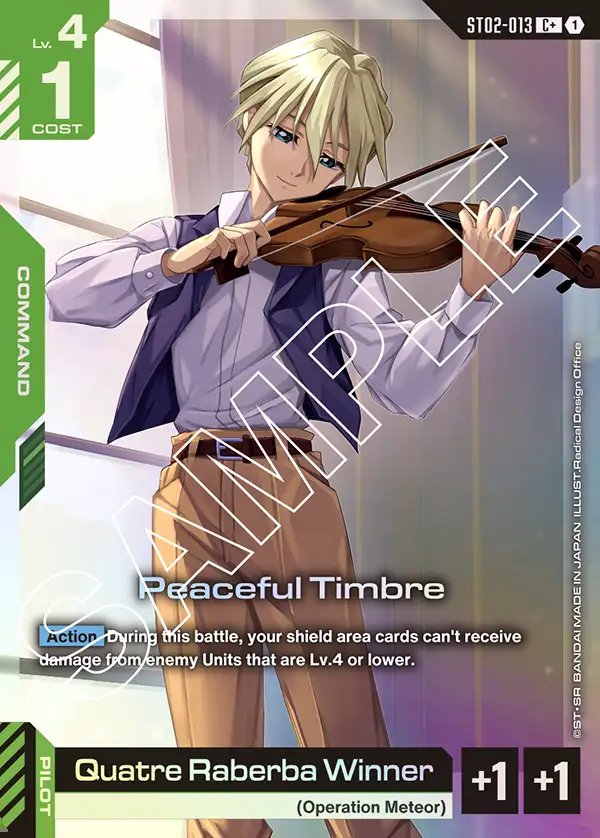 Lv. 4
1
COST
ST02-013 C+ 1
COMMAND
SAMPLE
Peaceful Timbre
Action During this battle, your shield area cards can't receive
damage from enemy Units that are Lv.4 or lower.
©ST・SR BANDAI MADE IN JAPAN ILLUST.Radical Design Office
PILOT
Quatre Raberba Winner
(Operation Meteor)
+1 +1